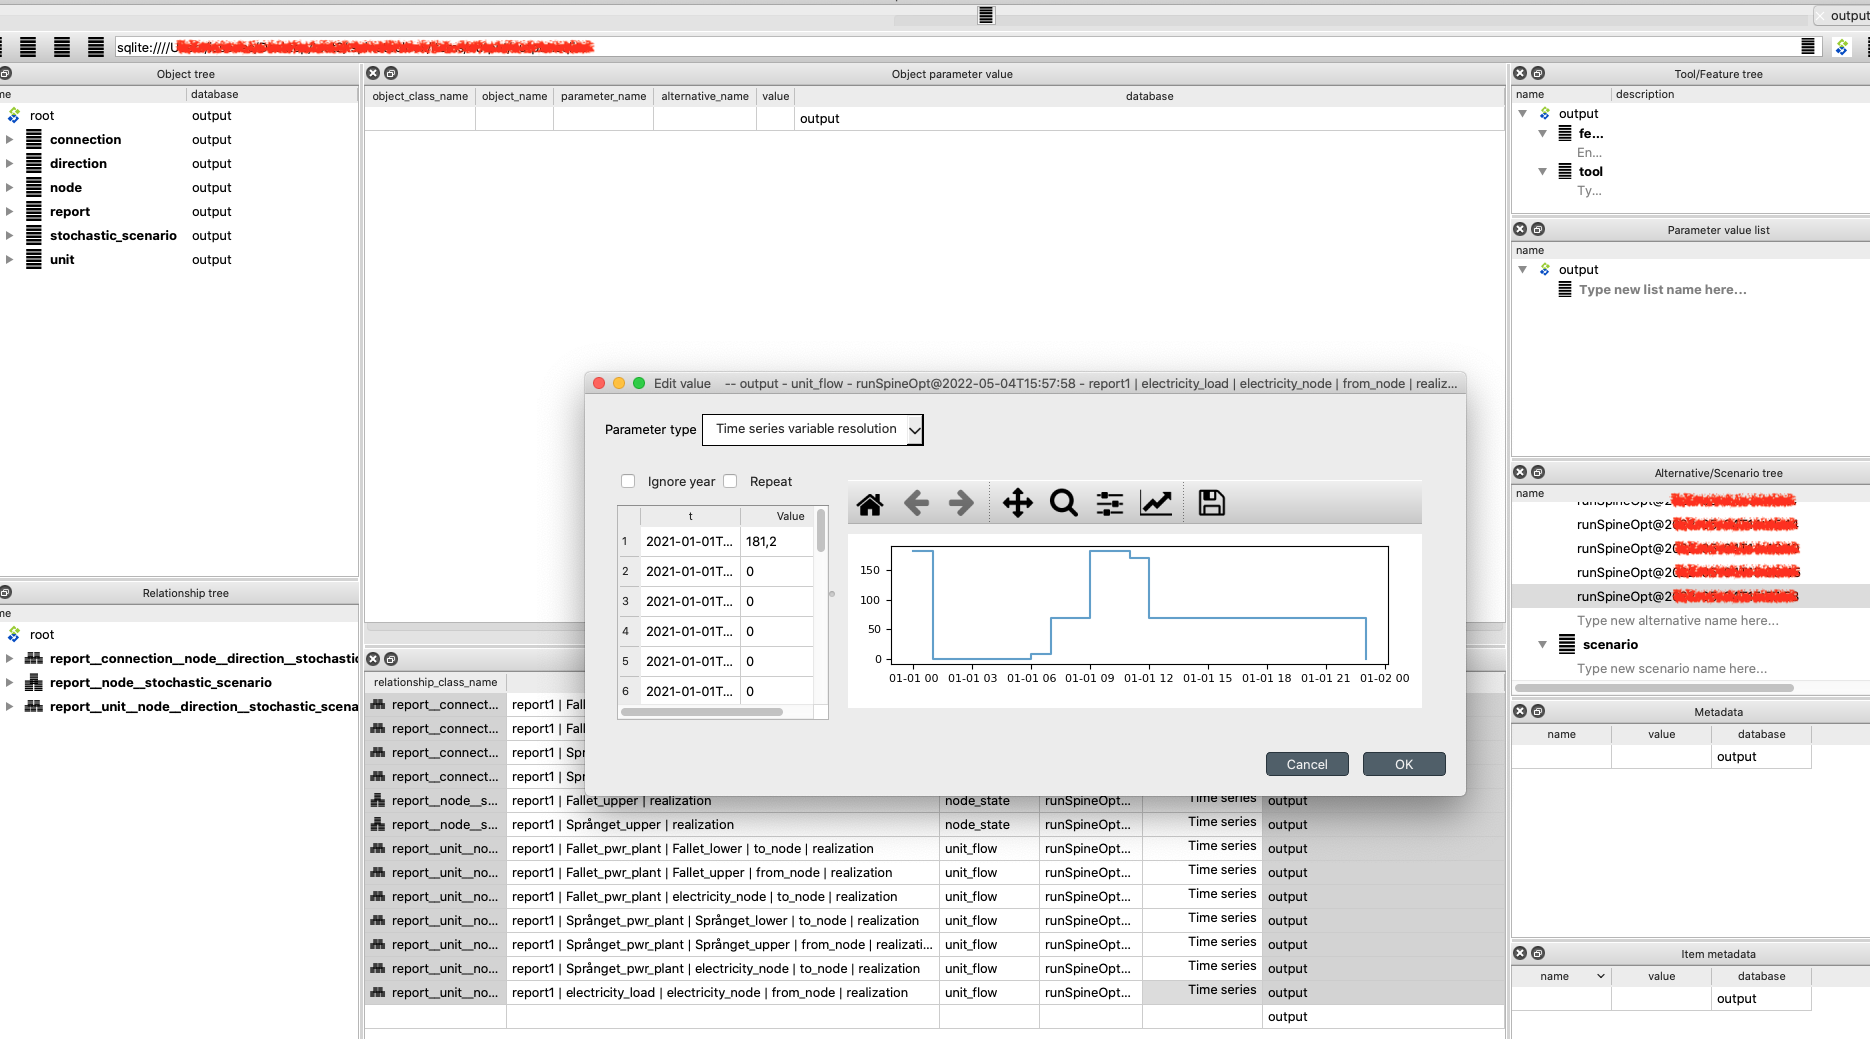 output
sqlite:////U
Object tree
me
database
root
output
connection
output
direction
output
node
output
report
output
stochastic_scenario
output
unit
output
Object parameter value
object_class_name
object_name
parameter_name
alternative_name
value
database
output
Tool/Feature tree
name
description
output
fe...
En...
tool
Ty...
Parameter value list
name
output
Type new list name here...
Alternative/Scenario tree
name
runSpineOpt@2
runSpineOpt@20
runSpineOpt@20
runSpineOpt@20
runSpineOpt@20
Type new alternative name here...
scenario
Type new scenario name here...
Metadata
name
value
database
output
Item metadata
name
value
database
output
Relationship tree
me
root
report__connection__node__direction__stochastic
report__node__stochastic_scenario
report__unit__node__direction__stochastic_scena
Edit value -- output - unit_flow - runSpineOpt@2022-05-04T15:57:58 - report1 | electricity_load | electricity_node | from_node | realiz...
Parameter type
Time series variable resolution
Ignore year
Repeat
t
Value
1 2021-01-01T... 181,2
2 2021-01-01T... 0
3 2021-01-01T... 0
4 2021-01-01T... 0
5 2021-01-01T... 0
6 2021-01-01T... 0
150
100
50
0
01-01 00 01-01 03 01-01 06 01-01 09 01-01 12 01-01 15 01-01 18 01-01 21 01-02 00
Cancel
OK
relationship_class_name
report__connect... report1 | Fall
report__connect... report1 | Fall
report__connect... report1 | Spr
report__connect... report1 | Spr
report__node__s... report1 | Fallet_upper | realization node_state runSpineOpt... Time series output
report__node__s... report1 | Språnget_upper | realization node_state runSpineOpt... Time series output
report__unit__no... report1 | Fallet_pwr_plant | Fallet_lower | to_node | realization unit_flow runSpineOpt... Time series output
report__unit__no... report1 | Fallet_pwr_plant | Fallet_upper | from_node | realization unit_flow runSpineOpt... Time series output
report__unit__no... report1 | Fallet_pwr_plant | electricity_node | to_node | realization unit_flow runSpineOpt... Time series output
report__unit__no... report1 | Språnget_pwr_plant | Språnget_lower | to_node | realization unit_flow runSpineOpt... Time series output
report__unit__no... report1 | Språnget_pwr_plant | Språnget_upper | from_node | realizati... unit_flow runSpineOpt... Time series output
report__unit__no... report1 | Språnget_pwr_plant | electricity_node | to_node | realization unit_flow runSpineOpt... Time series output
report__unit__no... report1 | electricity_load | electricity_node | from_node | realization unit_flow runSpineOpt... Time series output
output